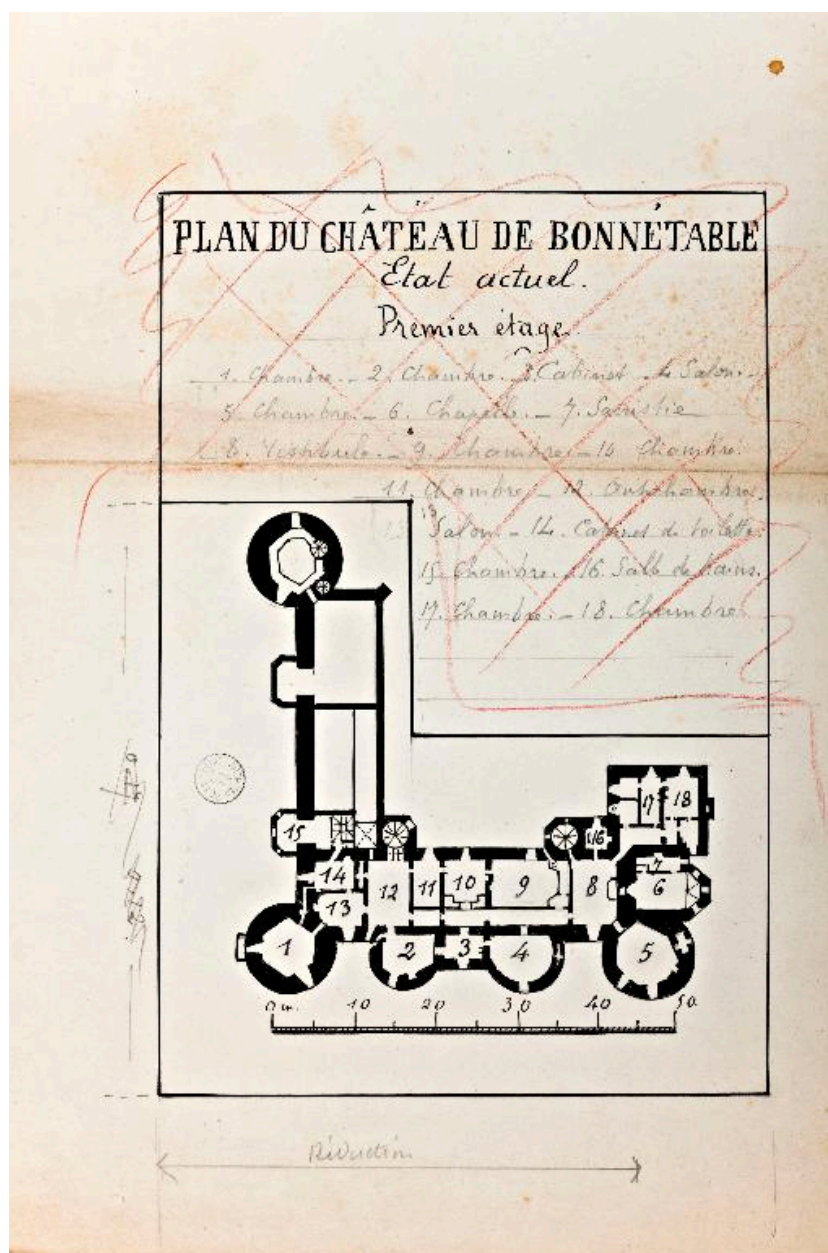 PLAN DU CHÂTEAU DE BONNÉTABLE
Etat actuel.
Premier étage.
1. Chambre. - 2. Chambre. - 3. Cabinet - 4. Salon. -
5. Chambre. - 6. Chapelle. - 7. Sacristie
8. Vestibule. - 9. Chambre - 10. Chambre.
11. Chambre - 12. Antichambre.
13 Salon - 14. Cabinet de toilette.
15. Chambre. - 16. Salle de bains.
17. Chambre. - 18. Chambre
15
17
18
16
14
12
11
10
9
8
7
6
13
1
2
3
4
5
0 m. 10 20 30 40 50
Réduction